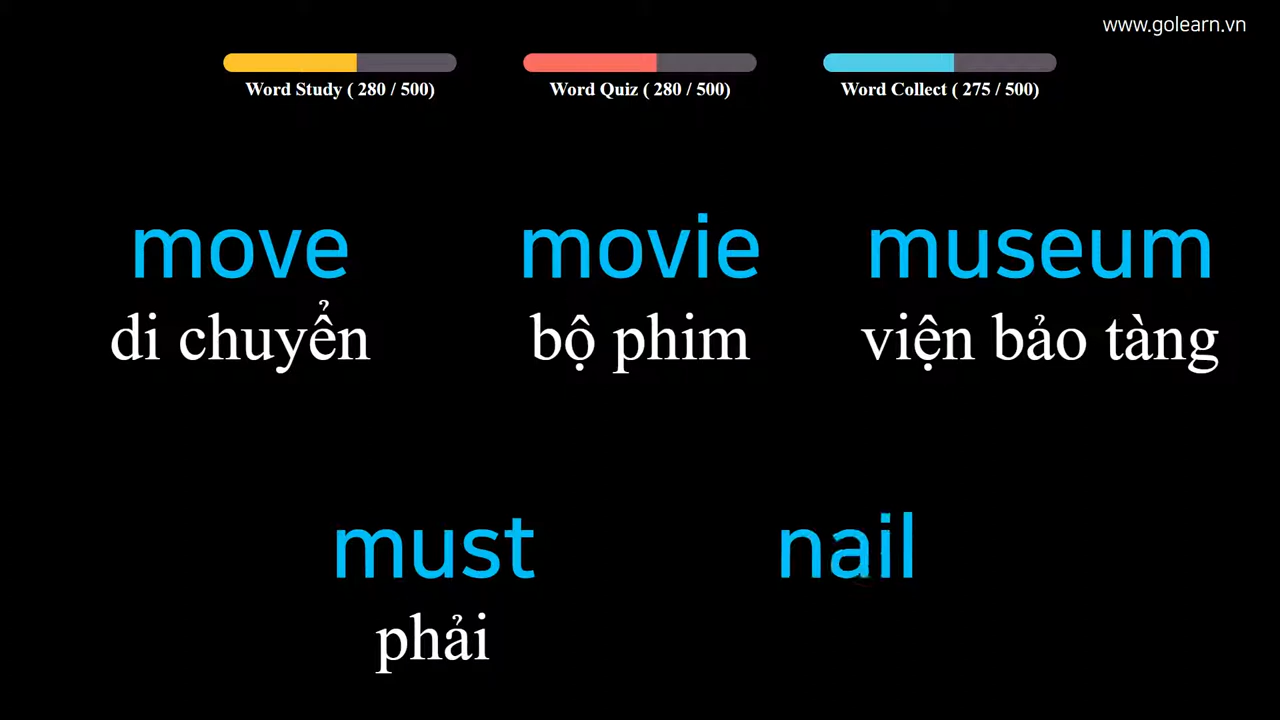 www.golearn.vn
Word Study ( 280 / 500)
Word Quiz ( 280 / 500)
Word Collect ( 275 / 500)
move
di chuyển
movie
bộ phim
museum
viện bảo tàng
must
phải
nail